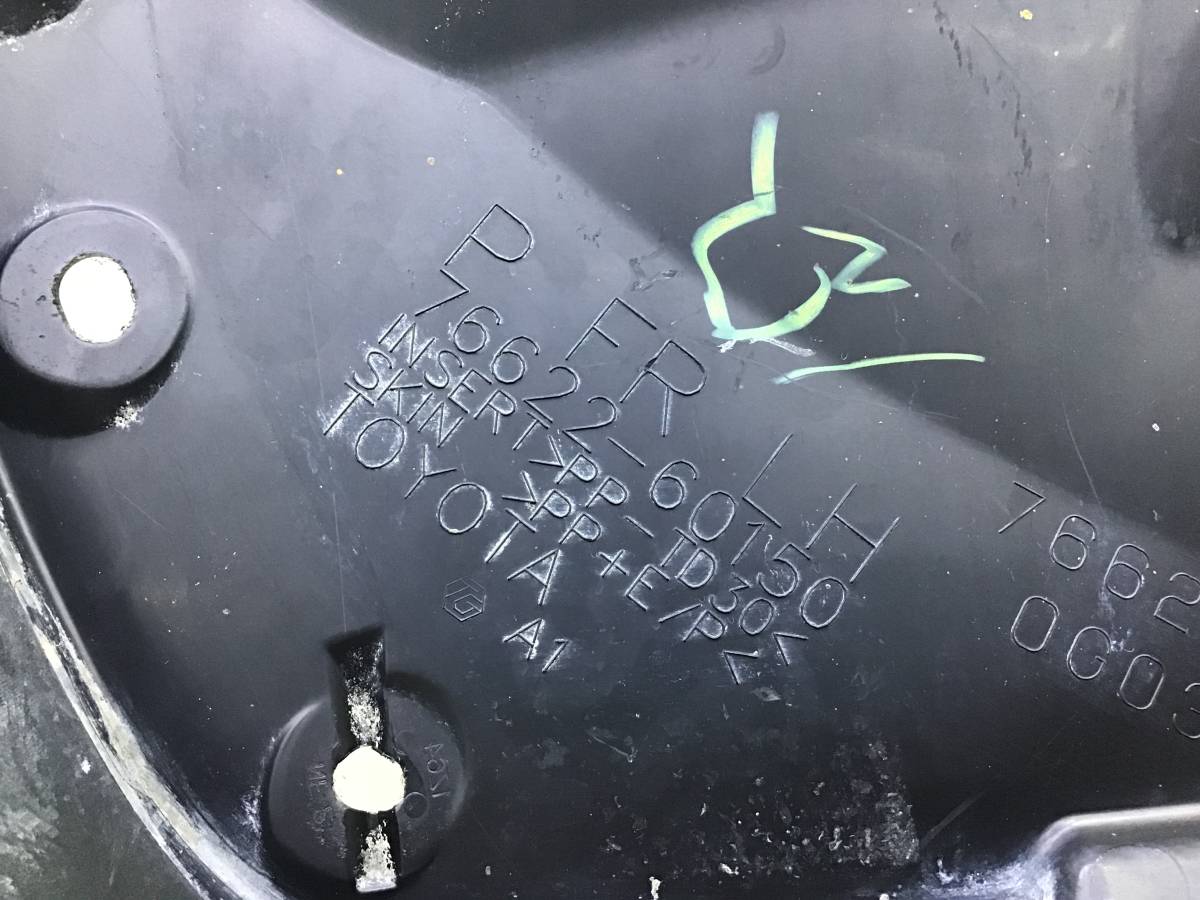 P FR LH
76622-60150
INSERT >PP-TD30<
SKIN >PP+E/P<
TOYOTA A1
7662
0G03